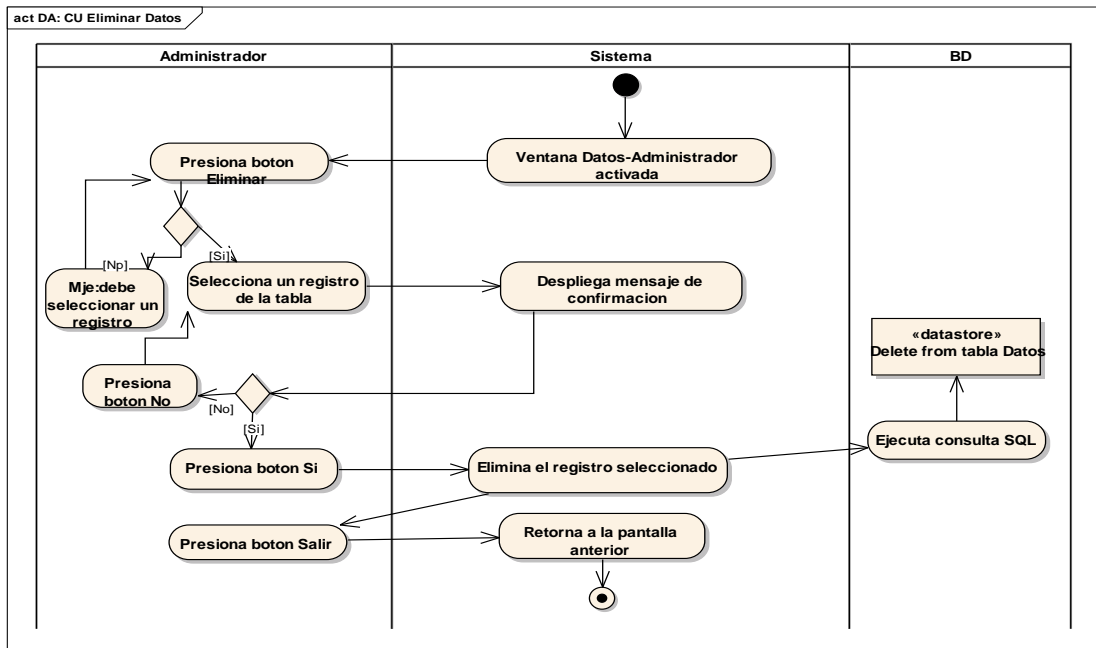 act DA: CU Eliminar Datos
Administrador
Sistema
BD
Ventana Datos-Administrador
activada
Presiona boton
Eliminar
[Np]
[Si]
Mje:debe
seleccionar un
registro
Selecciona un registro
de la tabla
Despliega mensaje de
confirmacion
«datastore»
Delete from tabla Datos
Presiona
boton No
[No]
[Si]
Ejecuta consulta SQL
Presiona boton Si
Elimina el registro seleccionado
Presiona boton Salir
Retorna a la pantalla
anterior